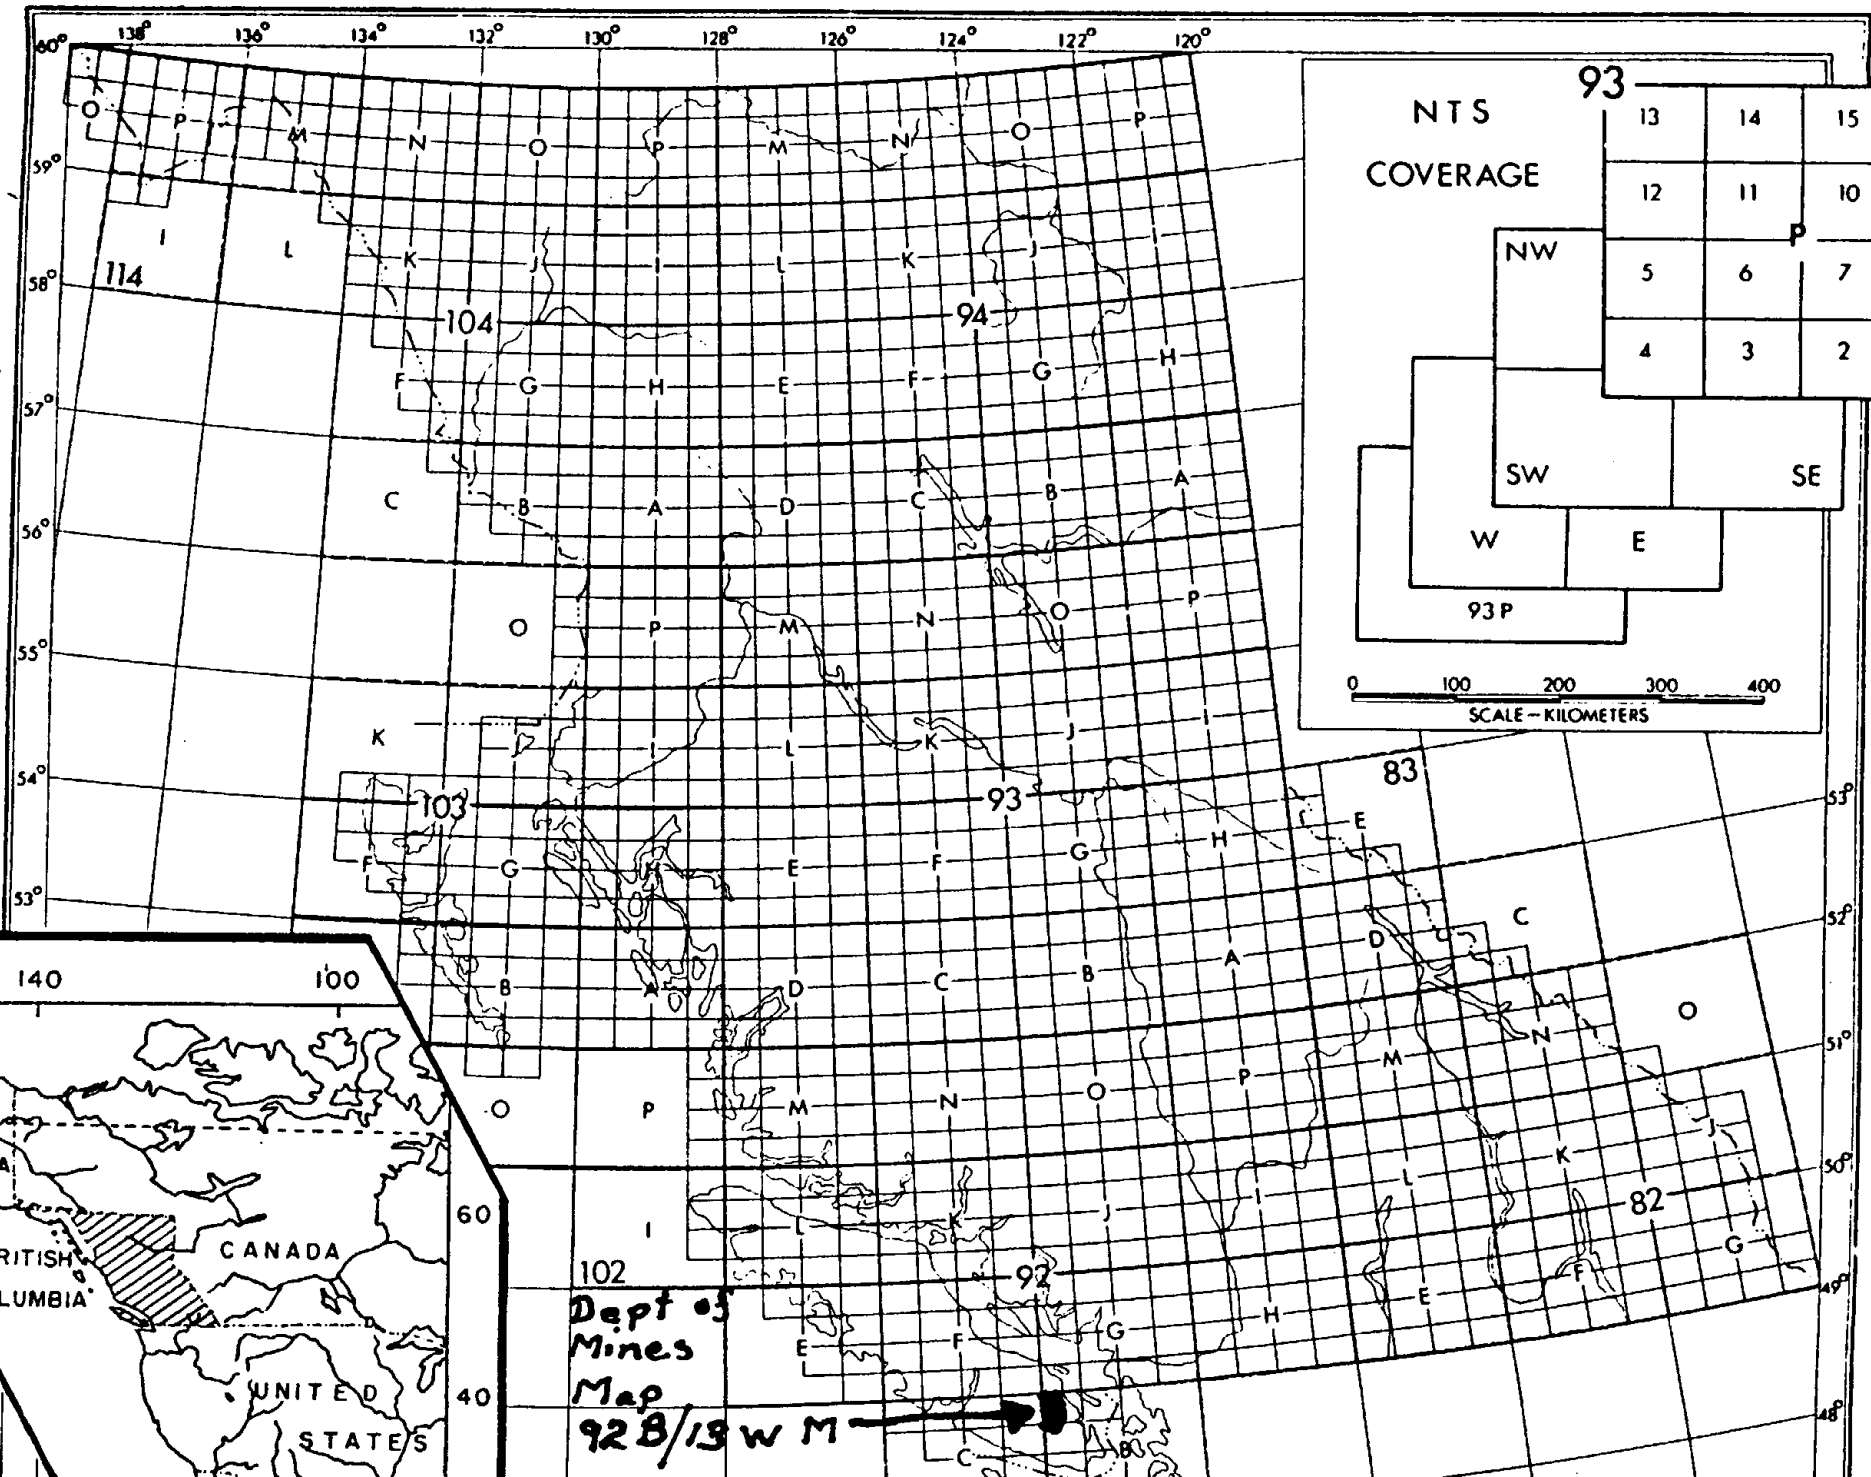 138° 136° 134° 132° 130° 128° 126° 124° 122° 120°
60°
O P M N O P M N O P
59°
I L K J I L K J I
114
58°
104 94
F G H E F G H
57°
C B A D C B A
56°
O P M N O P
55°
K J I L K J I
54°
103 93 83
F G H E F G H E
53°
B A D C B A D C
O P M N O P M N O
I L K J I L K J
102 92 82
E F G H E F G
C B
53°
52°
51°
50°
49°
48°
NTS
COVERAGE
93
13 14 15
12 11 10
P
5 6 7
4 3 2
NW
SW SE
W E
93P
0 100 200 300 400
SCALE–KILOMETERS
140 100
60
CANADA
RITISH
LUMBIA
40
UNITED
STATES
Dept of
Mines
Map
92B/13 W M